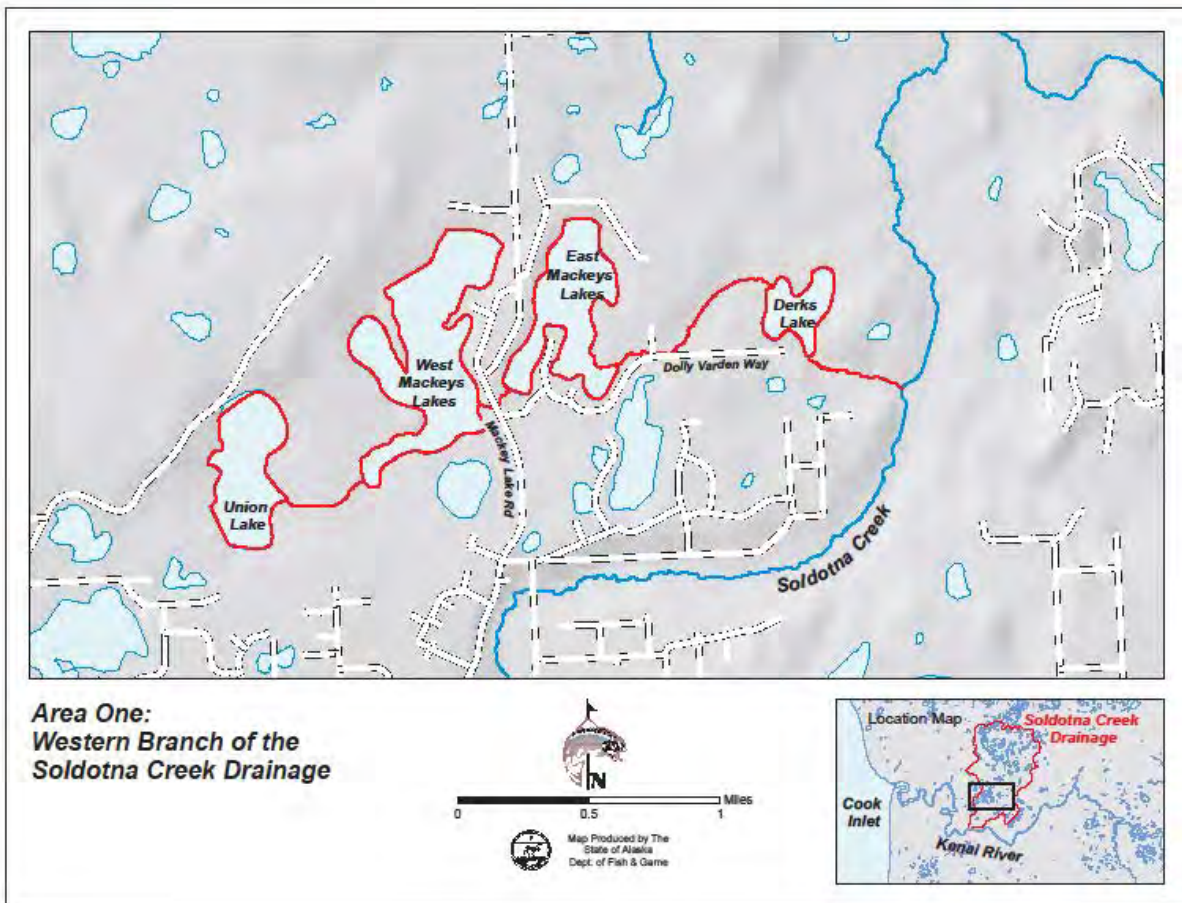 East
Mackeys
Lakes
Derks
Lake
West
Mackeys
Lakes
Dolly Varden Way
Mackey Lake Rd
Union
Lake
Soldotna Creek
Area One:
Western Branch of the
Soldotna Creek Drainage
N
Miles
0 0.5 1
Map Produced by The
State of Alaska
Dept. of Fish & Game
Location Map
Soldotna Creek
Drainage
Cook
Inlet
Kenai River